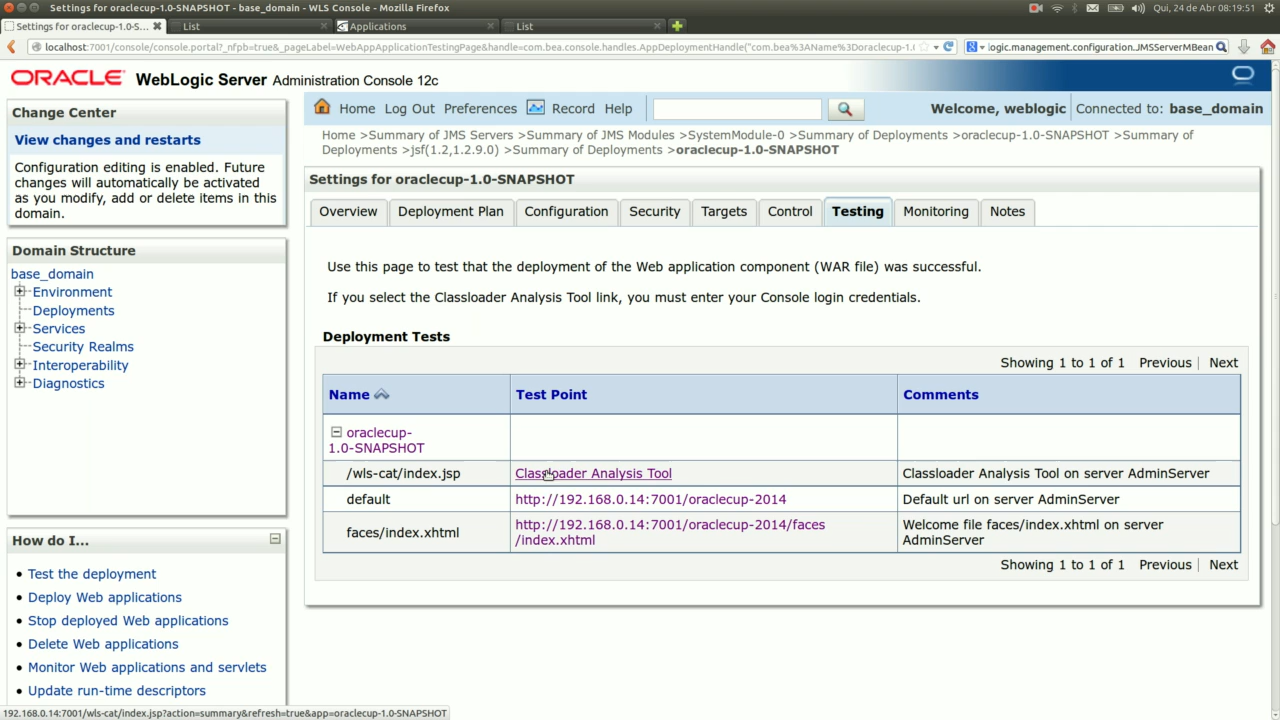 Settings for oraclecup-1.0-SNAPSHOT - base_domain - WLS Console - Mozilla Firefox
Qui, 24 de Abr 08:19:51
Settings for oraclecup-1.0-S...
List
Applications
List
localhost:7001/console/console.portal?_nfpb=true&_pageLabel=WebAppApplicationTestingPage&handle=com.bea.console.handles.AppDeploymentHandle("com.bea%3AName%3Doraclecup-1.0
logic.management.configuration.JMSServerMBean
ORACLE WebLogic Server Administration Console 12c
Change Center
View changes and restarts
Configuration editing is enabled. Future
changes will automatically be activated
as you modify, add or delete items in this
domain.
Domain Structure
base_domain
Environment
Deployments
Services
Security Realms
Interoperability
Diagnostics
How do I...
Test the deployment
Deploy Web applications
Stop deployed Web applications
Delete Web applications
Monitor Web applications and servlets
Update run-time descriptors
Home Log Out Preferences Record Help
Welcome, weblogic Connected to: base_domain
Home >Summary of JMS Servers >Summary of JMS Modules >SystemModule-0 >Summary of Deployments >oraclecup-1.0-SNAPSHOT >Summary of
Deployments >jsf(1.2,1.2.9.0) >Summary of Deployments >oraclecup-1.0-SNAPSHOT
Settings for oraclecup-1.0-SNAPSHOT
Overview Deployment Plan Configuration Security Targets Control Testing Monitoring Notes
Use this page to test that the deployment of the Web application component (WAR file) was successful.
If you select the Classloader Analysis Tool link, you must enter your Console login credentials.
Deployment Tests
Showing 1 to 1 of 1 Previous | Next
Name Test Point Comments
oraclecup-
1.0-SNAPSHOT
/wls-cat/index.jsp Classloader Analysis Tool Classloader Analysis Tool on server AdminServer
default http://192.168.0.14:7001/oraclecup-2014 Default url on server AdminServer
faces/index.xhtml http://192.168.0.14:7001/oraclecup-2014/faces
/index.xhtml Welcome file faces/index.xhtml on server
AdminServer
Showing 1 to 1 of 1 Previous | Next
192.168.0.14:7001/wls-cat/index.jsp?action=summary&refresh=true&app=oraclecup-1.0-SNAPSHOT